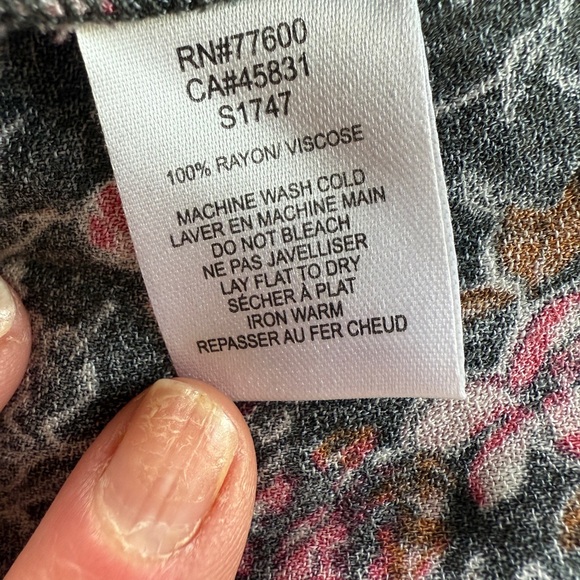 RN#77600
CA#45831
S1747
100% RAYON/ VISCOSE
MACHINE WASH COLD
LAVER EN MACHINE MAIN
DO NOT BLEACH
NE PAS JAVELLISER
LAY FLAT TO DRY
SÉCHER À PLAT
IRON WARM
REPASSER AU FER CHEUD